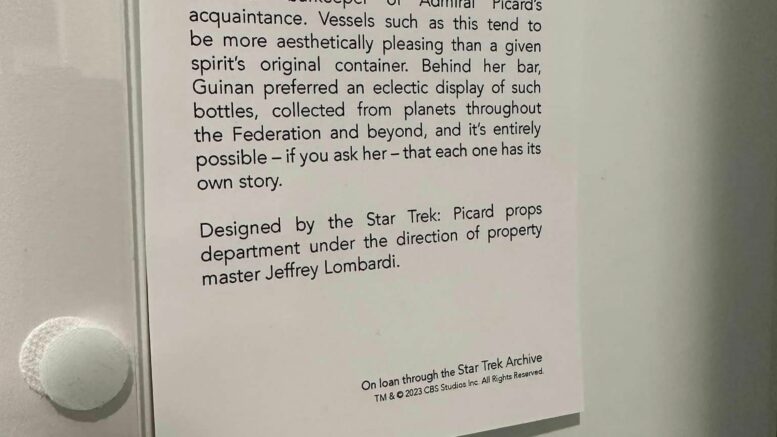 of Admiral Picard's
acquaintance. Vessels such as this tend to
be more aesthetically pleasing than a given
spirit's original container. Behind her bar,
Guinan preferred an eclectic display of such
bottles, collected from planets throughout
the Federation and beyond, and it's entirely
possible – if you ask her – that each one has its
own story.
Designed by the Star Trek: Picard props
department under the direction of property
master Jeffrey Lombardi.
On loan through the Star Trek Archive
TM & © 2023 CBS Studios Inc. All Rights Reserved.